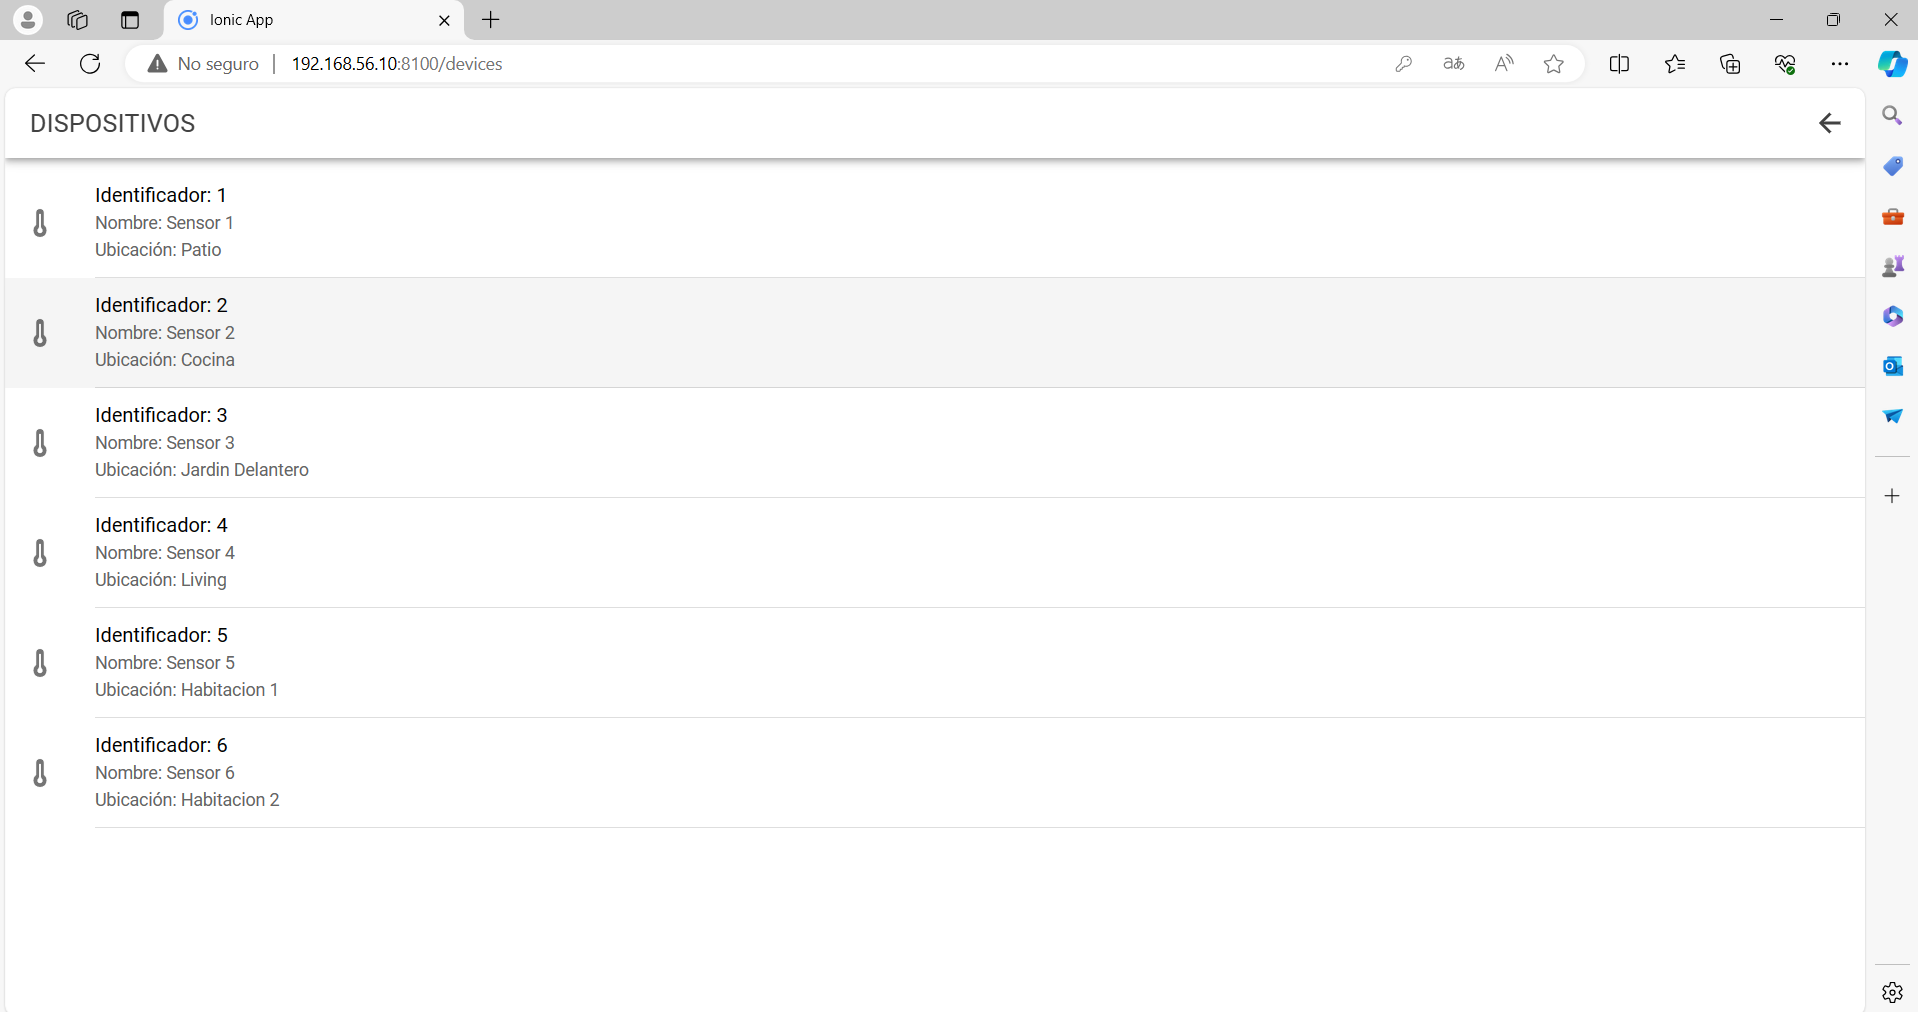 Ionic App
No seguro
192.168.56.10:8100/devices
DISPOSITIVOS
Identificador: 1
Nombre: Sensor 1
Ubicación: Patio
Identificador: 2
Nombre: Sensor 2
Ubicación: Cocina
Identificador: 3
Nombre: Sensor 3
Ubicación: Jardin Delantero
Identificador: 4
Nombre: Sensor 4
Ubicación: Living
Identificador: 5
Nombre: Sensor 5
Ubicación: Habitacion 1
Identificador: 6
Nombre: Sensor 6
Ubicación: Habitacion 2